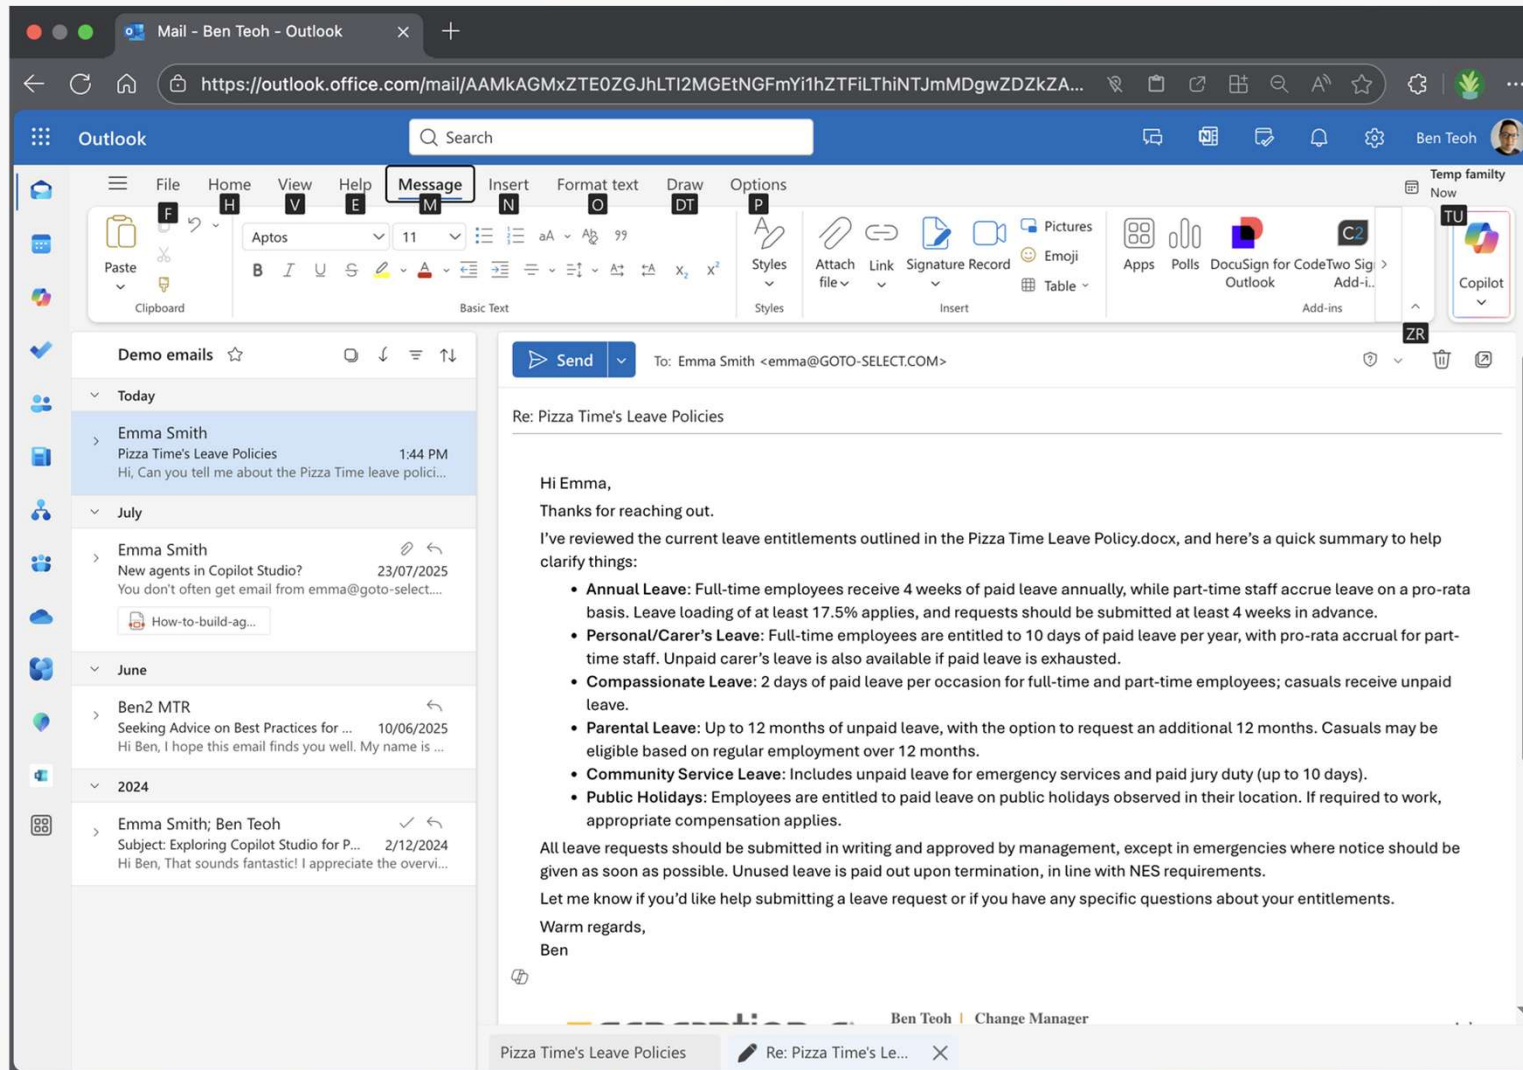 Mail - Ben Teoh - Outlook
https://outlook.office.com/mail/AAMkAGMxZTE0ZGJhLTI2MGEtNGFmYi1hZTFiLThiNTJmMDgwZDZkZA...
Outlook
Search
Ben Teoh
File Home View Help Message Insert Format text Draw Options
Temp familty
Now
F H V E M N O DT P
TU
Aptos 11
Paste
Clipboard
Basic Text
Styles
Styles
Attach file
Link
Signature
Record
Pictures
Emoji
Table
Insert
Apps
Polls
DocuSign for Outlook
C2
CodeTwo Sig
Add-i..
Add-ins
Copilot
ZR
Demo emails
Today
Emma Smith
Pizza Time's Leave Policies 1:44 PM
Hi, Can you tell me about the Pizza Time leave polici...
July
Emma Smith
New agents in Copilot Studio? 23/07/2025
You don't often get email from emma@goto-select....
How-to-build-ag...
June
Ben2 MTR
Seeking Advice on Best Practices for ... 10/06/2025
Hi Ben, I hope this email finds you well. My name is ...
2024
Emma Smith; Ben Teoh
Subject: Exploring Copilot Studio for P... 2/12/2024
Hi Ben, That sounds fantastic! I appreciate the overvi...
Send
To: Emma Smith <emma@GOTO-SELECT.COM>
Re: Pizza Time's Leave Policies
Hi Emma,
Thanks for reaching out.
I've reviewed the current leave entitlements outlined in the Pizza Time Leave Policy.docx, and here's a quick summary to help
clarify things:
• Annual Leave: Full-time employees receive 4 weeks of paid leave annually, while part-time staff accrue leave on a pro-rata
basis. Leave loading of at least 17.5% applies, and requests should be submitted at least 4 weeks in advance.
• Personal/Carer's Leave: Full-time employees are entitled to 10 days of paid leave per year, with pro-rata accrual for part-
time staff. Unpaid carer's leave is also available if paid leave is exhausted.
• Compassionate Leave: 2 days of paid leave per occasion for full-time and part-time employees; casuals receive unpaid
leave.
• Parental Leave: Up to 12 months of unpaid leave, with the option to request an additional 12 months. Casuals may be
eligible based on regular employment over 12 months.
• Community Service Leave: Includes unpaid leave for emergency services and paid jury duty (up to 10 days).
• Public Holidays: Employees are entitled to paid leave on public holidays observed in their location. If required to work,
appropriate compensation applies.
All leave requests should be submitted in writing and approved by management, except in emergencies where notice should be
given as soon as possible. Unused leave is paid out upon termination, in line with NES requirements.
Let me know if you'd like help submitting a leave request or if you have any specific questions about your entitlements.
Warm regards,
Ben
Ben Teoh | Change Manager
Pizza Time's Leave Policies
Re: Pizza Time's Le...